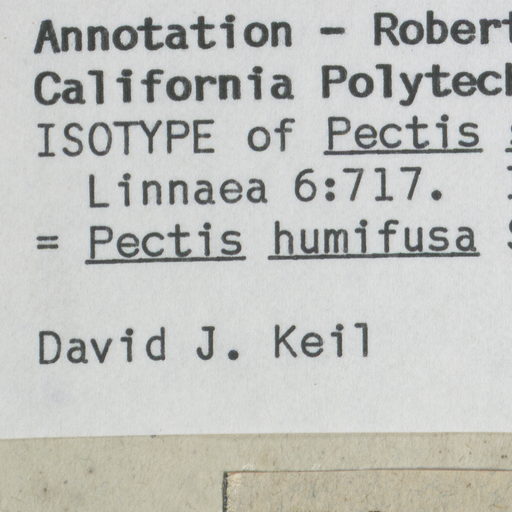 Annotation - Robert
California Polytech
ISOTYPE of Pectis
Linnaea 6:717.
= Pectis humifusa
David J. Keil